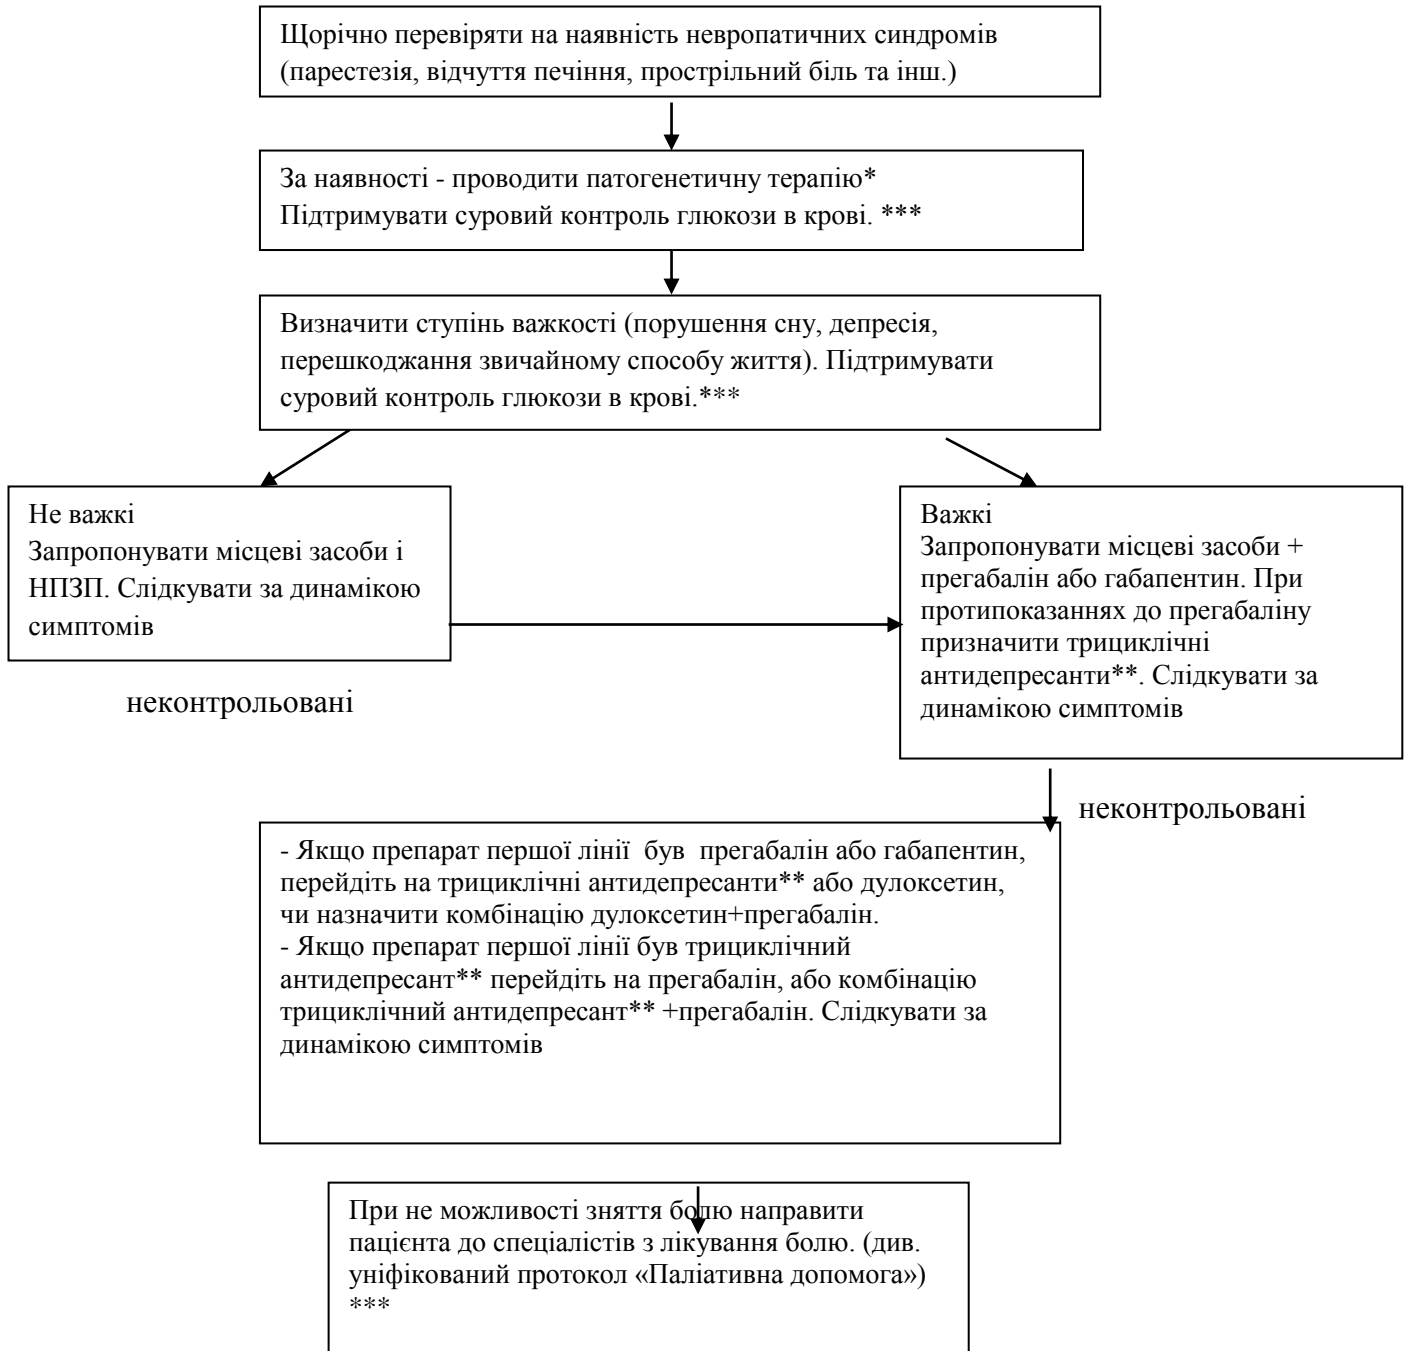 Щорічно перевіряти на наявність невропатичних синдромів
(парестезія, відчуття печіння, прострільний біль та інш.)
За наявності - проводити патогенетичну терапію*
Підтримувати суровий контроль глюкози в крові. ***
Визначити ступінь важкості (порушення сну, депресія,
перешкоджання звичайному способу життя). Підтримувати
суровий контроль глюкози в крові.***
Не важкі
Запропонувати місцеві засоби і
НПЗП. Слідкувати за динамікою
симптомів
неконтрольовані
Важкі
Запропонувати місцеві засоби +
прегабалін або габапентин. При
протипоказаннях до прегабаліну
призначити трициклічні
антидепресанти**. Слідкувати за
динамікою симптомів
неконтрольовані
- Якщо препарат першої лінії був прегабалін або габапентин,
перейдіть на трициклічні антидепресанти** або дулоксетин,
чи назначити комбінацію дулоксетин+прегабалін.
- Якщо препарат першої лінії був трициклічний
антидепресант** перейдіть на прегабалін, або комбінацію
трициклічний антидепресант** +прегабалін. Слідкувати за
динамікою симптомів
При не можливості зняття болю направити
пацієнта до спеціалістів з лікування болю. (див.
уніфікований протокол «Паліативна допомога»)
***